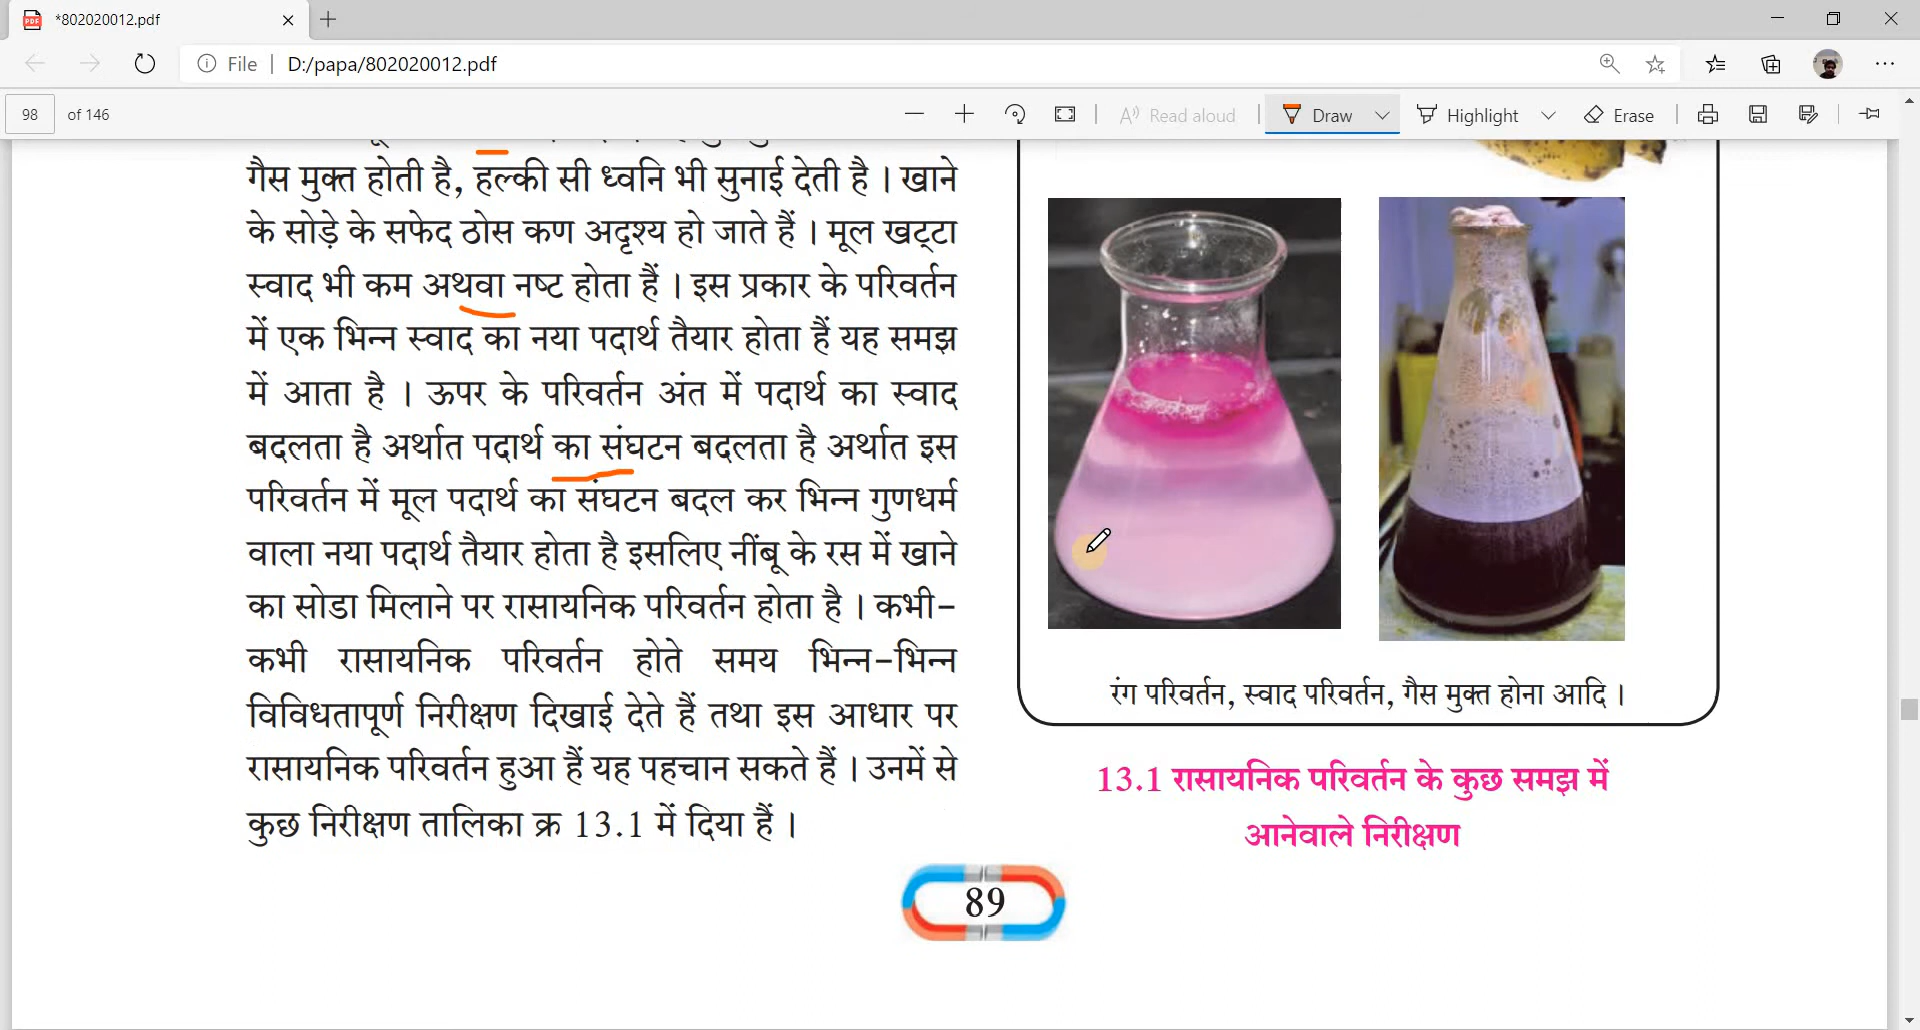 *802020012.pdf
File
D:/papa/802020012.pdf
98 of 146
Read aloud
Draw
Highlight
Erase
गैस मुक्त होती है, हल्की सी ध्वनि भी सुनाई देती है । खाने
के सोड़े के सफेद ठोस कण अदृश्य हो जाते हैं । मूल खट्टा
स्वाद भी कम अथवा नष्ट होता हैं । इस प्रकार के परिवर्तन
में एक भिन्न स्वाद का नया पदार्थ तैयार होता हैं यह समझ
में आता है । ऊपर के परिवर्तन अंत में पदार्थ का स्वाद
बदलता है अर्थात पदार्थ का संघटन बदलता है अर्थात इस
परिवर्तन में मूल पदार्थ का संघटन बदल कर भिन्न गुणधर्म
वाला नया पदार्थ तैयार होता है इसलिए नींबू के रस में खाने
का सोडा मिलाने पर रासायनिक परिवर्तन होता है । कभी-
कभी रासायनिक परिवर्तन होते समय भिन्न-भिन्न
विविधतापूर्ण निरीक्षण दिखाई देते हैं तथा इस आधार पर
रासायनिक परिवर्तन हुआ हैं यह पहचान सकते हैं । उनमें से
कुछ निरीक्षण तालिका क्र 13.1 में दिया हैं ।
रंग परिवर्तन, स्वाद परिवर्तन, गैस मुक्त होना आदि ।
13.1 रासायनिक परिवर्तन के कुछ समझ में
आनेवाले निरीक्षण
89